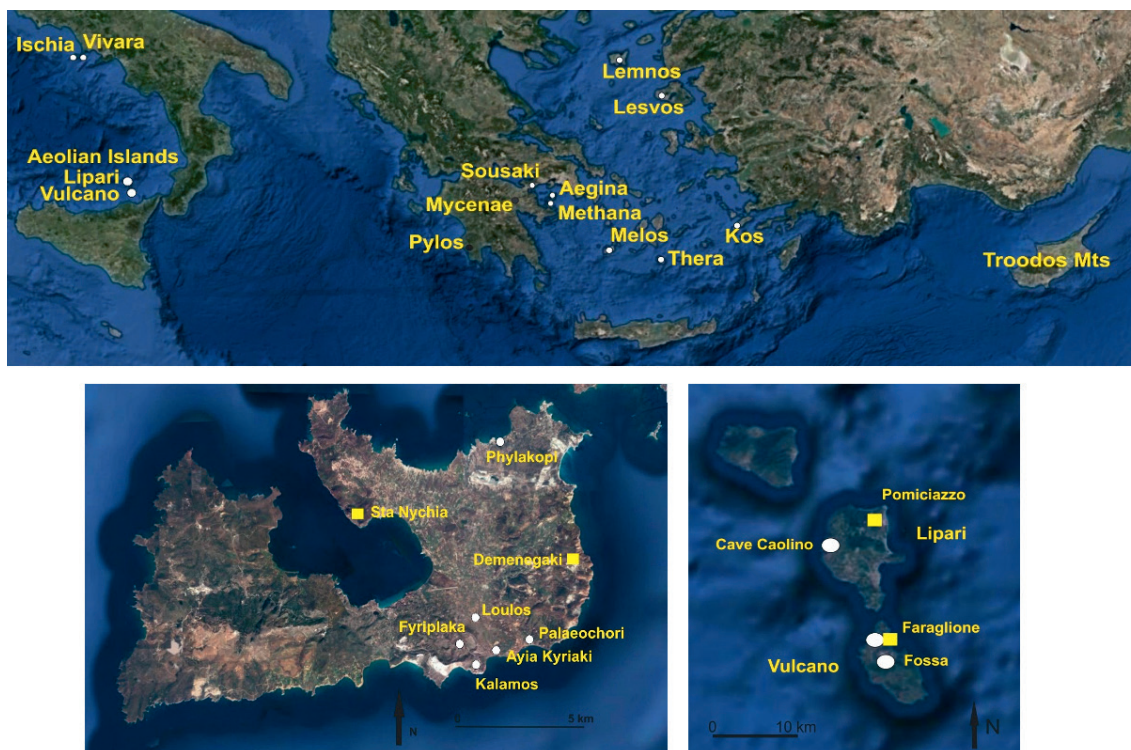 Ischia Vivara
Lemnos
Lesvos
Aeolian Islands
Lipari
Vulcano
Sousaki
Aegina
Mycenae
Methana
Pylos
Melos
Kos
Thera
Troodos Mts
Phylakopi
Sta Nychia
Demenegaki
Loulos
Fyriplaka
Palaeochori
Ayia Kyriaki
Kalamos
N
0 5 km
Pomiciazzo
Lipari
Cave Caolino
Faraglione
Vulcano
Fossa
0 10 km
N